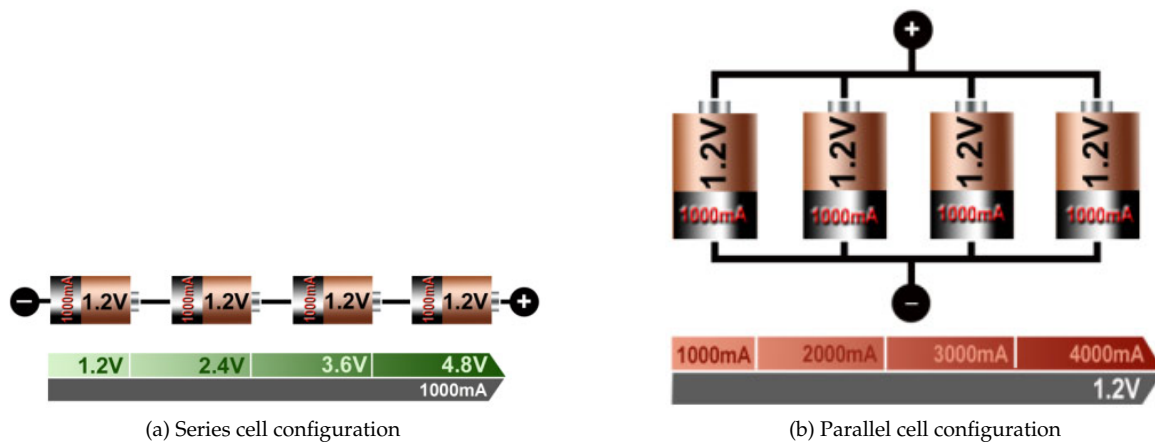 +
1.2V 1.2V 1.2V 1.2V
1000mA 1000mA 1000mA 1000mA
−
− 1000mA 1.2V 1000mA 1.2V 1000mA 1.2V 1000mA 1.2V +
1.2V 2.4V 3.6V 4.8V
1000mA
1000mA 2000mA 3000mA 4000mA
1.2V
(a) Series cell configuration
(b) Parallel cell configuration